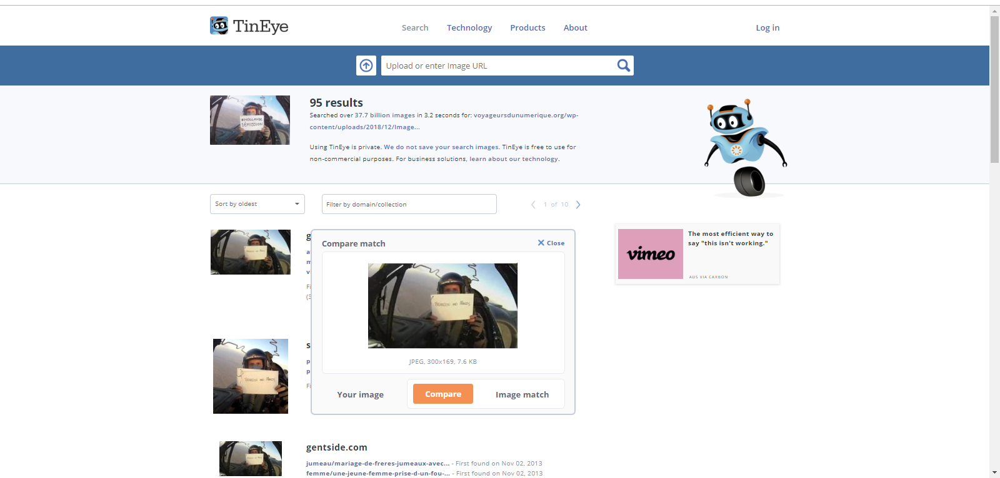 TinEye
Search
Technology
Products
About
Log in
Upload or enter Image URL
#HOLLANDE
DÉMISSION
95 results
Searched over 37.7 billion images in 3.2 seconds for: voyageursdunumerique.org/wp-
content/uploads/2018/12/Image...
Using TinEye is private. We do not save your search images. TinEye is free to use for
non-commercial purposes. For business solutions, learn about our technology.
Sort by oldest
Filter by domain/collection
1 of 10
Compare match
Close
BRANDON AND MANDY
JPEG, 300x169, 7.6 KB
Your image
Compare
Image match
vimeo
The most efficient way to
say "this isn't working."
ADS VIA CARBON
gentside.com
jumeau/mariage-de-freres-jumeaux-avec... - First found on Nov 02, 2013
femme/une-jeune-femme-prise-d-un-fou-... - First found on Nov 02, 2013